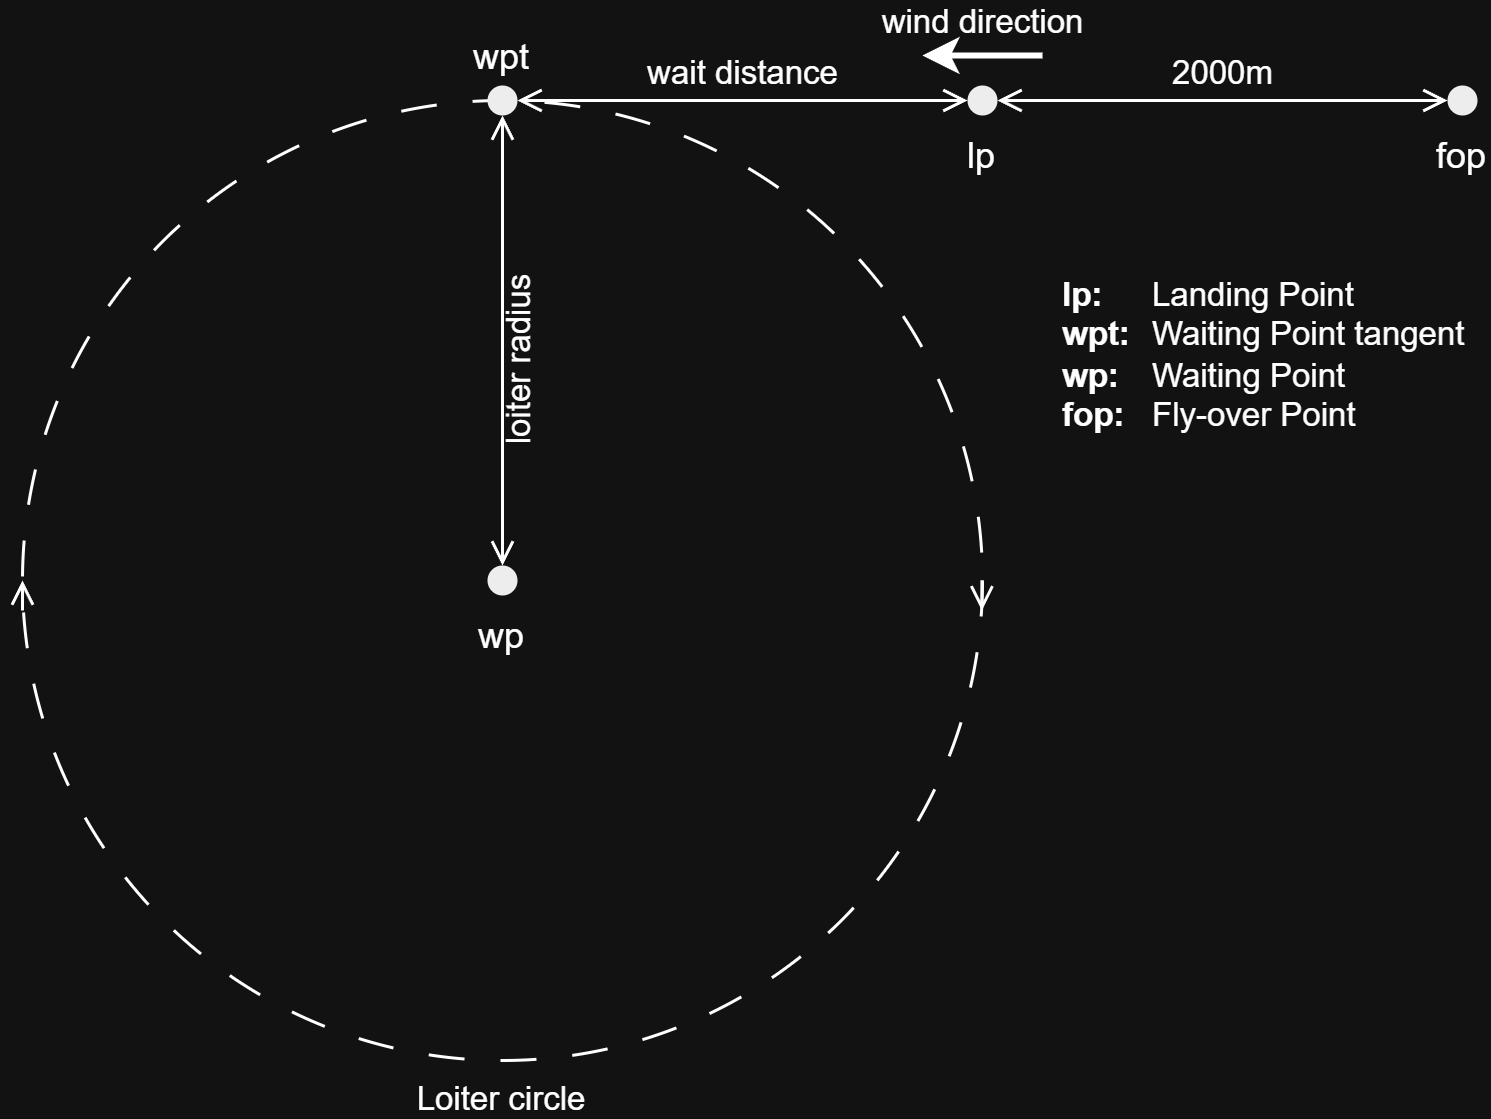 wind direction
wpt
wait distance
2000m
lp
fop
loiter radius
lp: Landing Point
wpt: Waiting Point tangent
wp: Waiting Point
fop: Fly-over Point
wp
Loiter circle